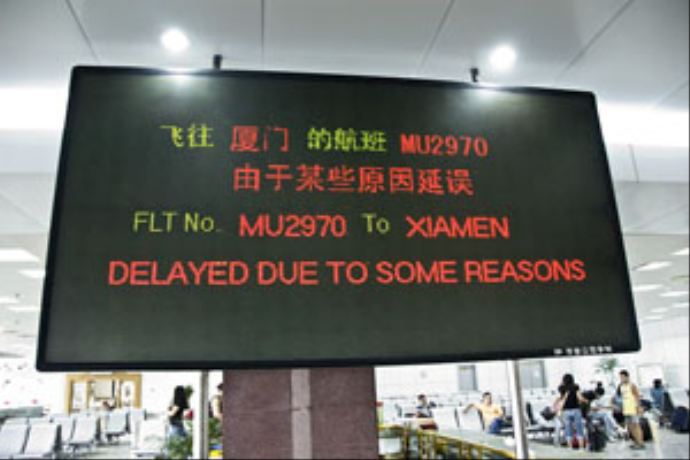 飞往 厦门 的航班 MU2970
由于某些原因延误
FLT No. MU2970 To XIAMEN
DELAYED DUE TO SOME REASONS